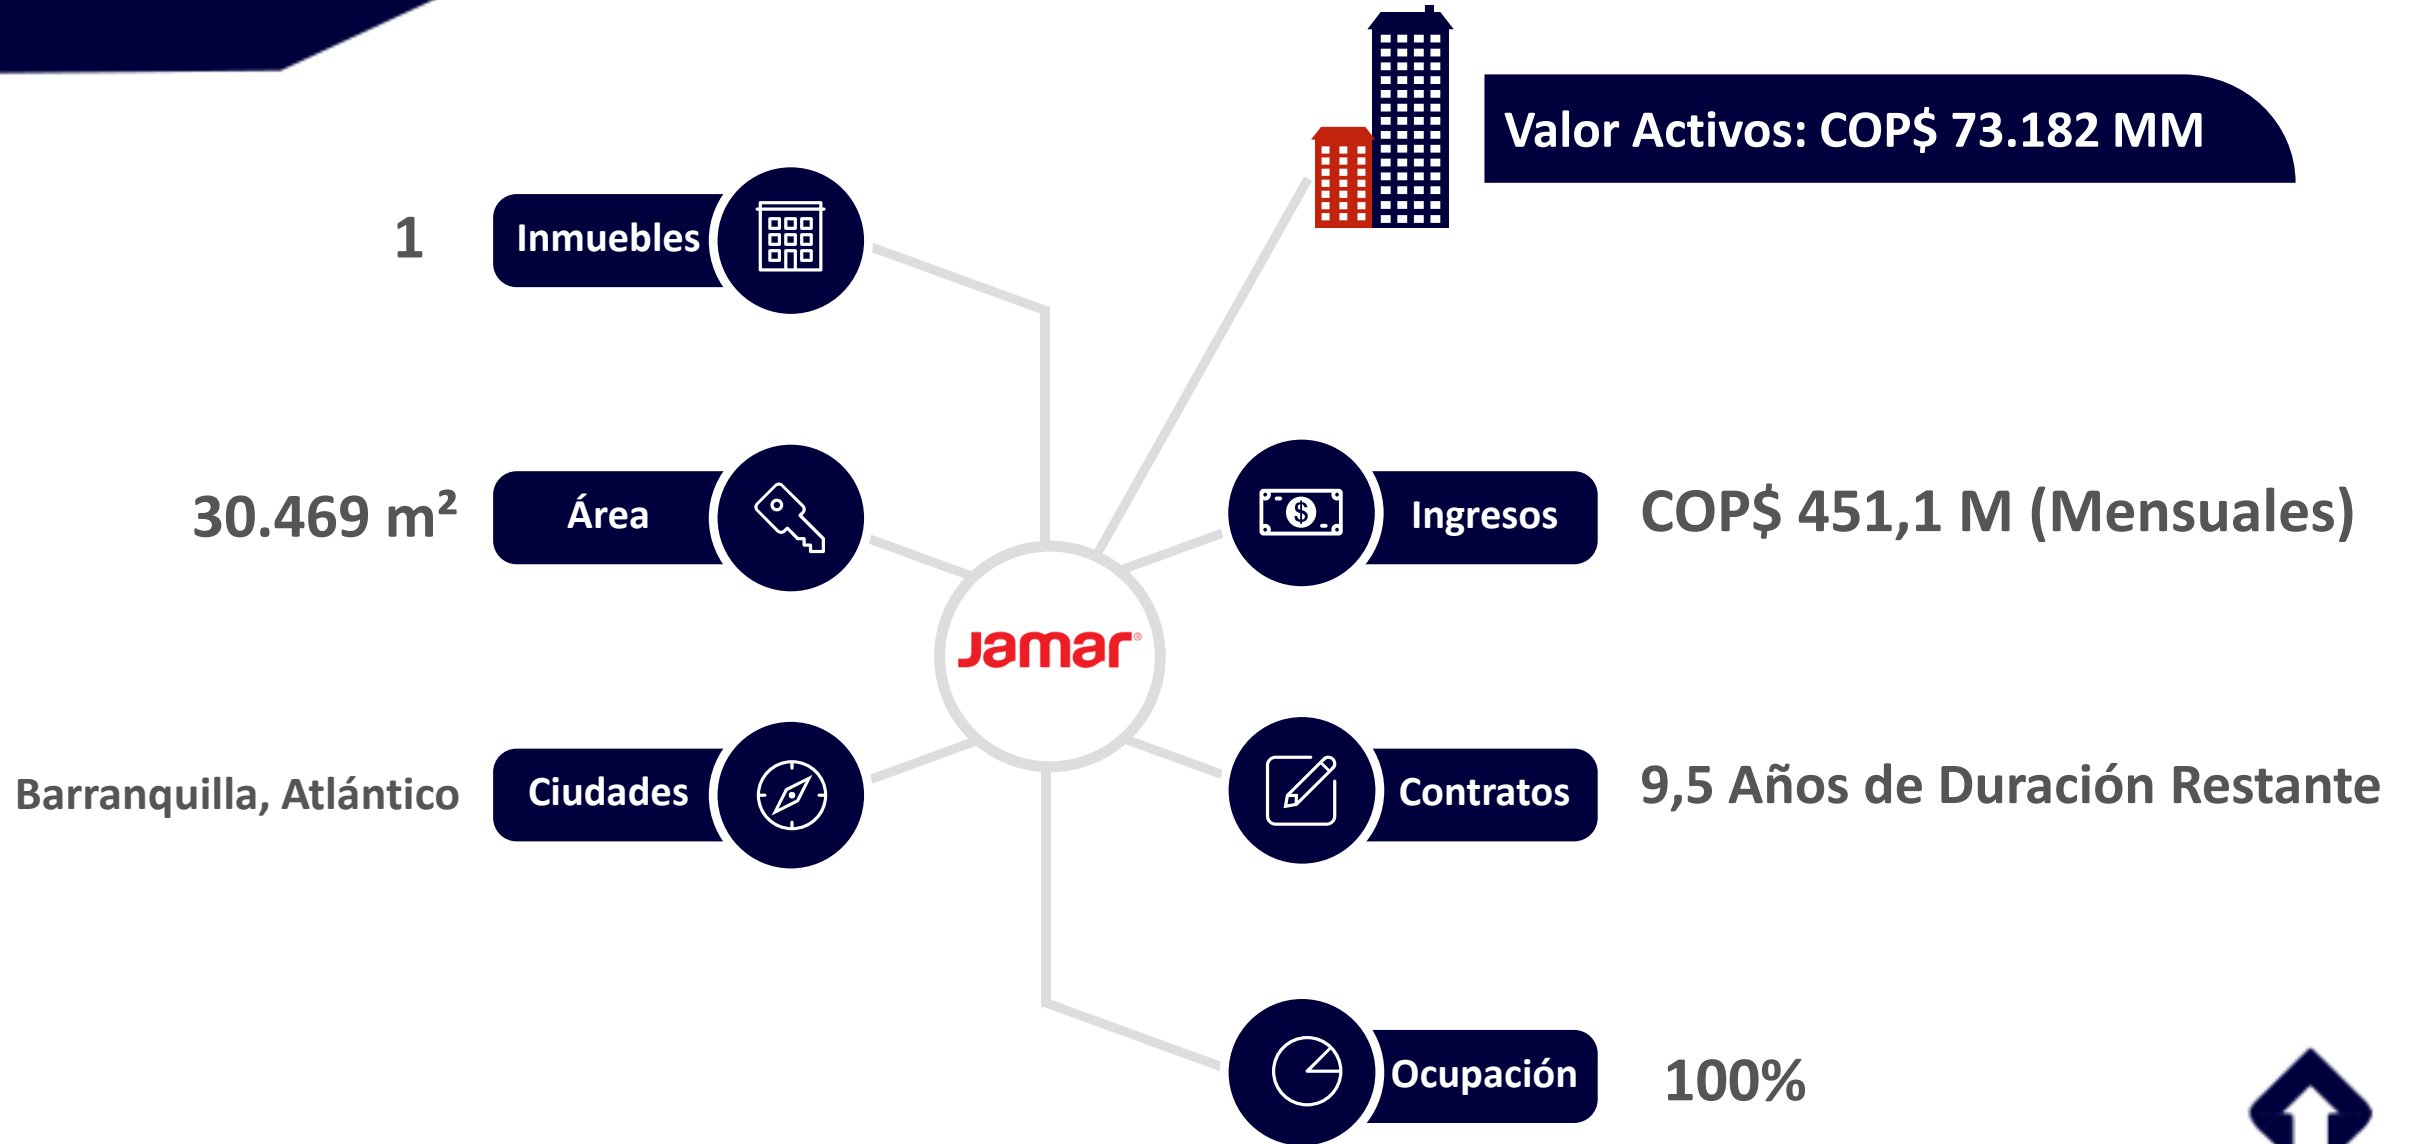 Valor Activos: COP$ 73.182 MM
1
Inmuebles
30.469 m²
Área
Ingresos
COP$ 451,1 M (Mensuales)
Jamar®
Barranquilla, Atlántico
Ciudades
Contratos
9,5 Años de Duración Restante
Ocupación
100%